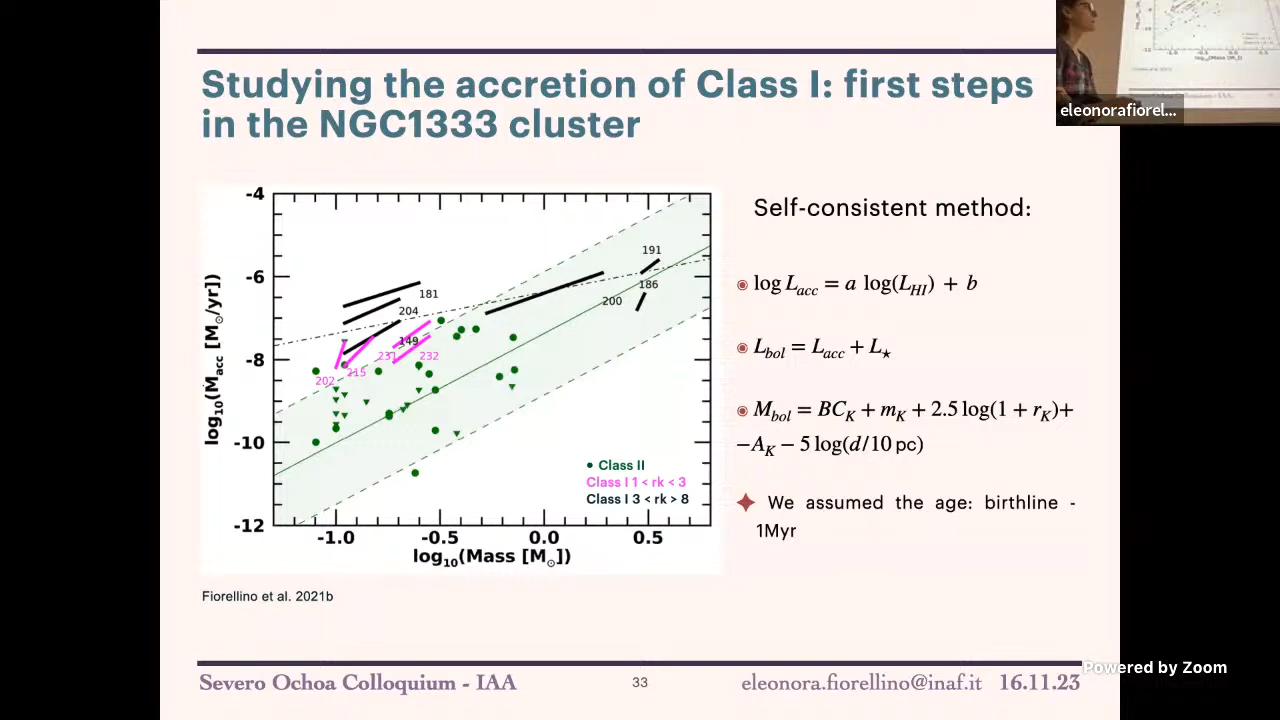 Studying the accretion of Class I: first steps
in the NGC1333 cluster
eleonorafiorel...
Self-consistent method:
log L_acc = a log(L_HI) + b
L_bol = L_acc + L_⋆
M_bol = BC_K + m_K + 2.5 log(1 + r_K)+
−A_K − 5 log(d/10 pc)
We assumed the age: birthline -
1Myr
log10(Ṁacc [M⊙/yr])
-4
-6
-8
-10
-12
191
186
181
200
204
149
231
232
215
202
• Class II
Class I 1 < rk < 3
Class I 3 < rk > 8
-1.0 -0.5 0.0 0.5
log10(Mass [M⊙])
Fiorellino et al. 2021b
Severo Ochoa Colloquium - IAA 33 eleonora.fiorellino@inaf.it 16.11.23
Powered by Zoom